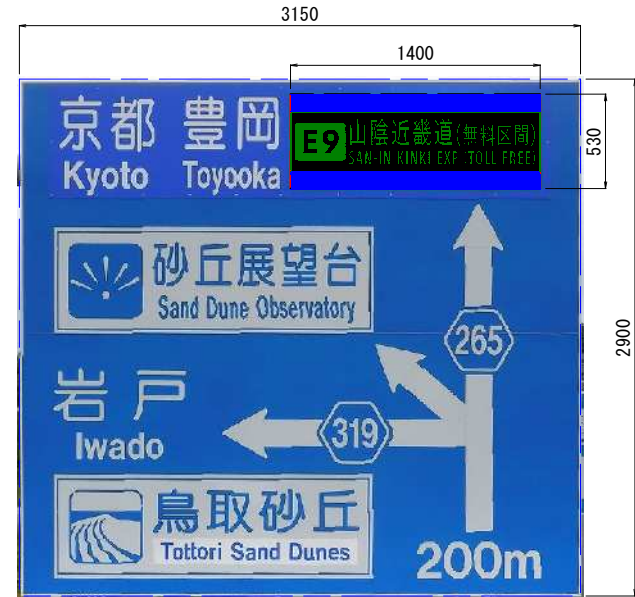 3150
1400
京都 豊岡
Kyoto Toyooka
E9 山陰近畿道(無料区間)
SAN-IN KINKI EXP (TOLL FREE)
530
砂丘展望台
Sand Dune Observatory
265
2900
岩戸
Iwado
319
鳥取砂丘
Tottori Sand Dunes
200m